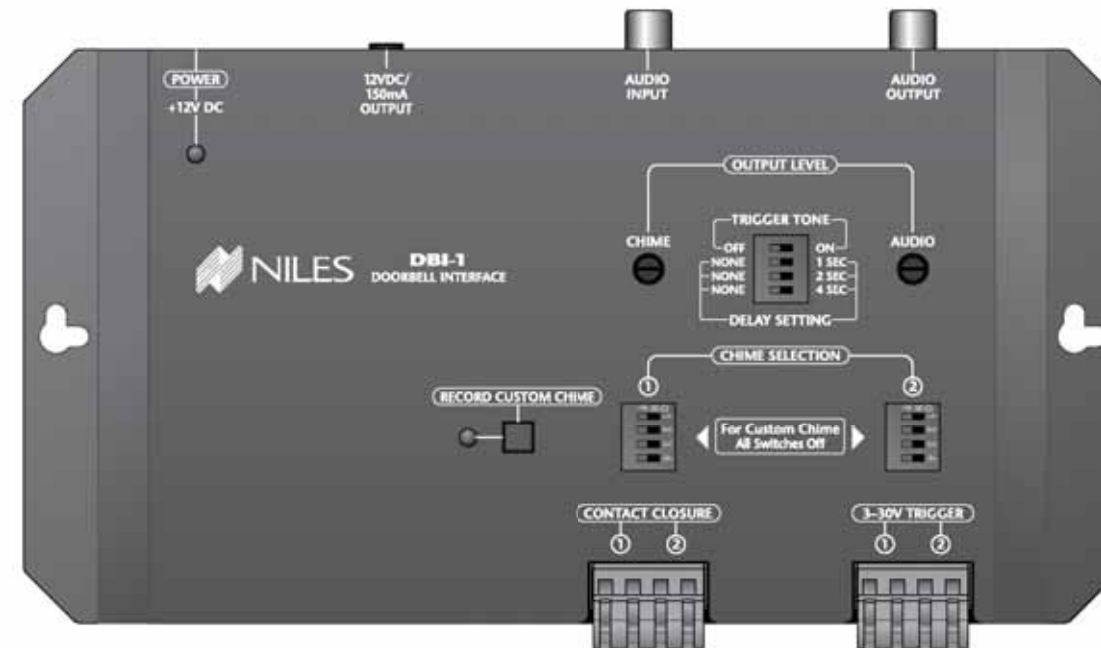 POWER
+12V DC
12VDC/
150mA
OUTPUT
AUDIO
INPUT
AUDIO
OUTPUT
OUTPUT LEVEL
TRIGGER TONE
CHIME
OFF
ON
AUDIO
NONE
1 SEC
NONE
2 SEC
NONE
4 SEC
DELAY SETTING
NILES
DBI-1
DOORBELL INTERFACE
CHIME SELECTION
1
2
RECORD CUSTOM CHIME
For Custom Chime
All Switches Off
CONTACT CLOSURE
1 2
3–30V TRIGGER
1 2